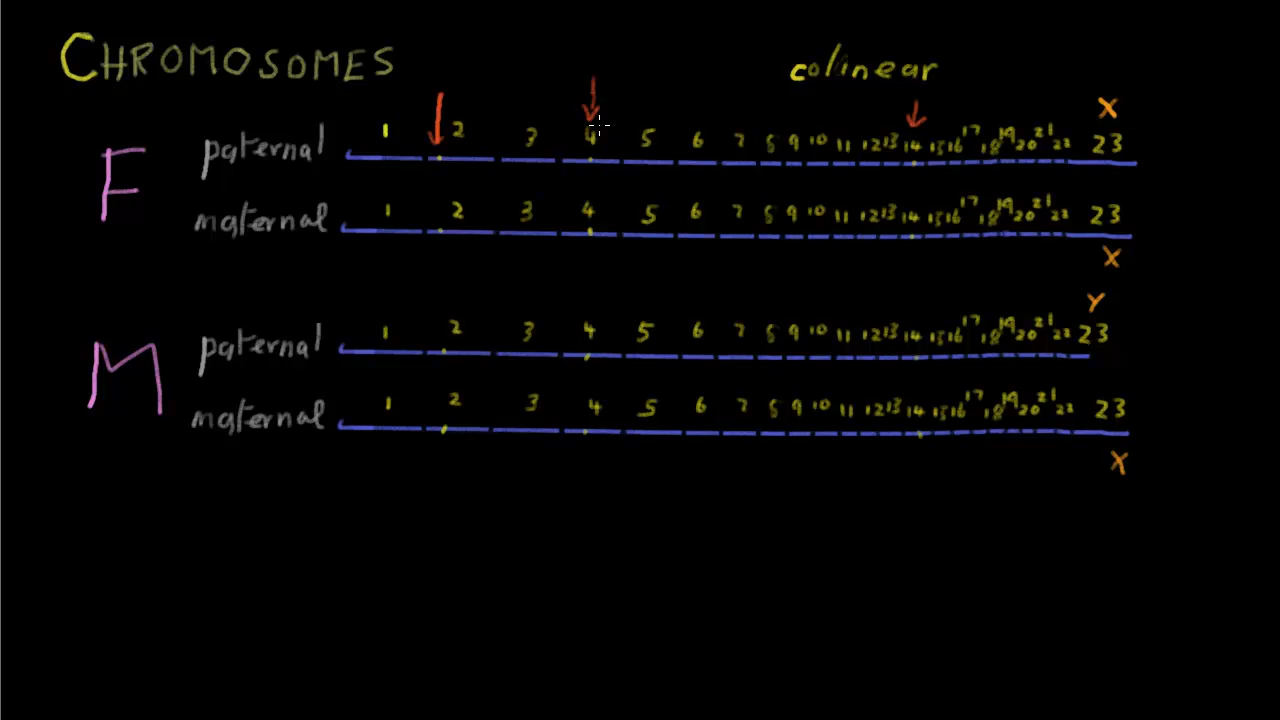 CHROMOSOMES
colinear
X
F
paternal 1 2 3 4 5 6 7 8 9 10 11 12 13 14 15 16 17 18 19 20 21 22 23
maternal 1 2 3 4 5 6 7 8 9 10 11 12 13 14 15 16 17 18 19 20 21 22 23
X
Y
M
paternal 1 2 3 4 5 6 7 8 9 10 11 12 13 14 15 16 17 18 19 20 21 22 23
maternal 1 2 3 4 5 6 7 8 9 10 11 12 13 14 15 16 17 18 19 20 21 22 23
X